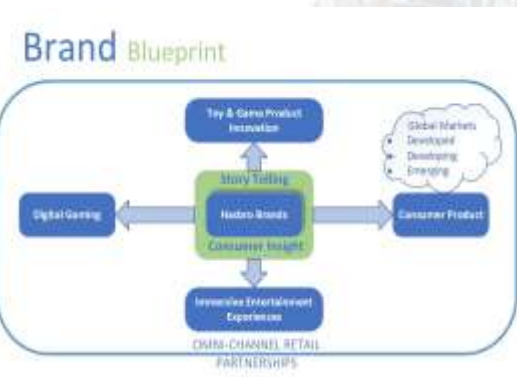 Brand Blueprint
Toy & Game Product
Innovation
Global Markets
Developed
Developing
Emerging
Story Telling
Digital Gaming
Hasbro Brands
Consumer Product
Consumer Insight
Immersive Entertainment
Experiences
OMNI-CHANNEL RETAIL
PARTNERSHIPS